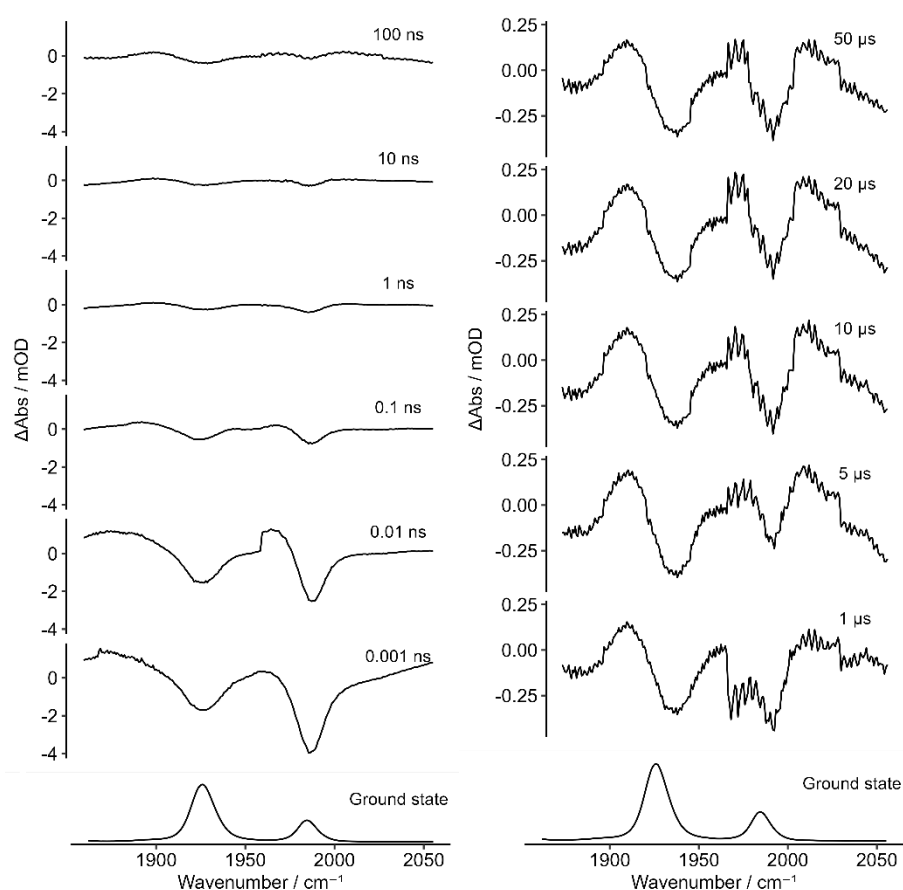 100 ns
0
-2
-4
10 ns
0
-2
-4
1 ns
0
-2
-4
0.1 ns
0
-2
-4
0.01 ns
0
-2
-4
0.001 ns
0
-2
-4
ΔAbs / mOD
Ground state
1900 1950 2000 2050
Wavenumber / cm⁻¹
50 µs
0.25
0.00
-0.25
20 µs
0.25
0.00
-0.25
10 µs
0.25
0.00
-0.25
5 µs
0.25
0.00
-0.25
1 µs
0.25
0.00
-0.25
ΔAbs / mOD
Ground state
1900 1950 2000 2050
Wavenumber / cm⁻¹